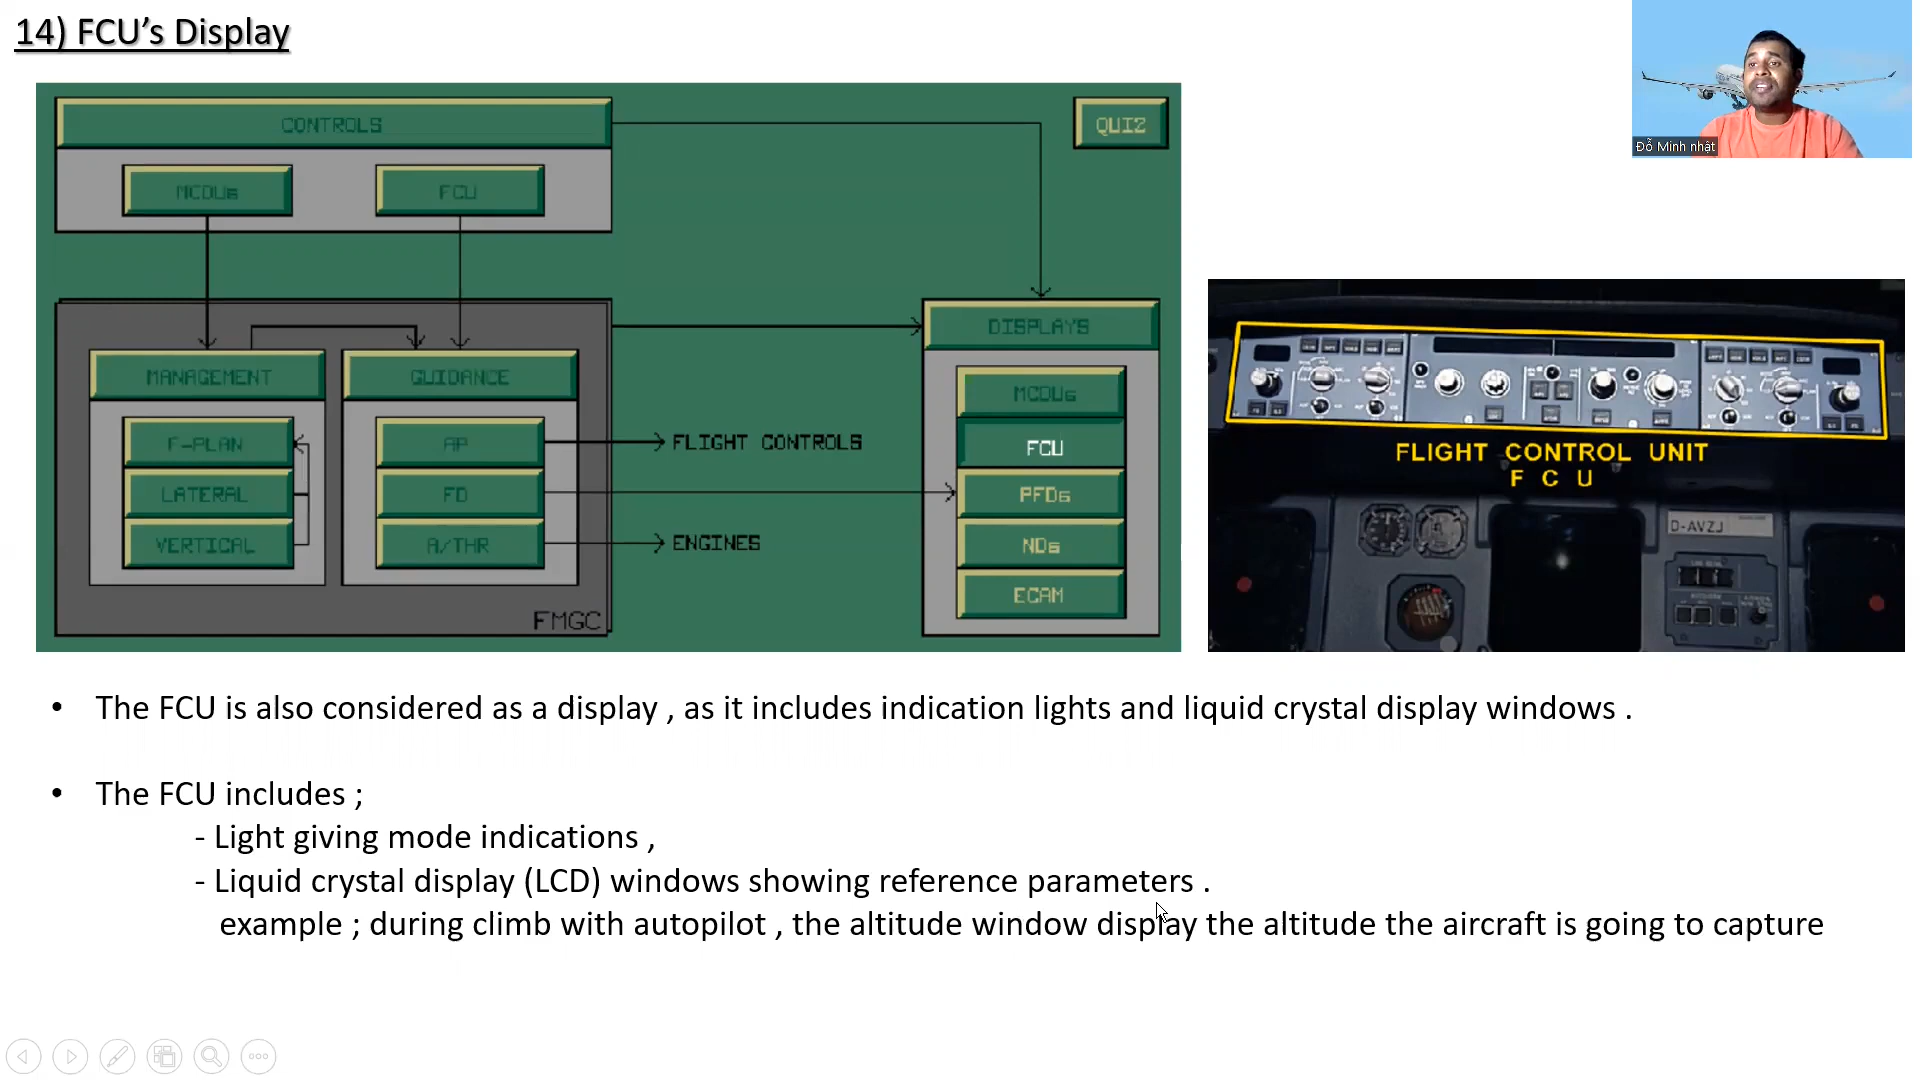 14) FCU's Display
CONTROLS
QUIZ
MCDUs
FCU
DISPLAYS
MANAGEMENT
GUIDANCE
MCDUs
F-PLAN
AP
FLIGHT CONTROLS
FCU
LATERAL
FD
PFDs
VERTICAL
A/THR
ENGINES
NDs
ECAM
FMGC
Đỗ Minh nhật
FLIGHT CONTROL UNIT
F C U
D-AVZJ
• The FCU is also considered as a display , as it includes indication lights and liquid crystal display windows .
• The FCU includes ;
- Light giving mode indications ,
- Liquid crystal display (LCD) windows showing reference parameters .
example ; during climb with autopilot , the altitude window display the altitude the aircraft is going to capture